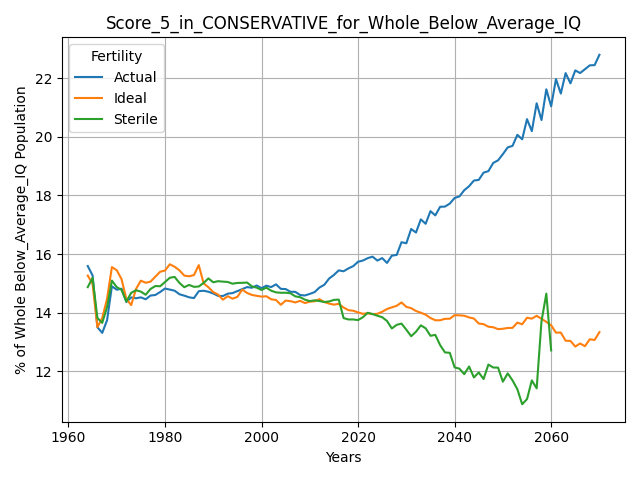 Score_5_in_CONSERVATIVE_for_Whole_Below_Average_IQ
Fertility
Actual
Ideal
Sterile
% of Whole Below_Average_IQ Population
22
20
18
16
14
12
1960
1980
2000
2020
2040
2060
Years